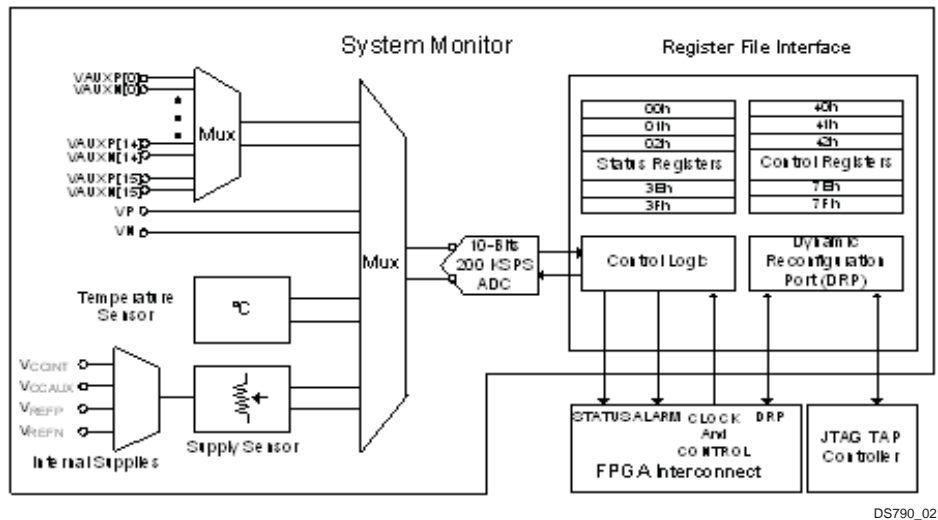 System Monitor
Register File Interface
VAUXP[0]
VAUXN[0]
Mux
VAUXP[14]
VAUXN[14]
VAUXP[15]
VAUXN[15]
VP
VN
00h
01h
02h
Status Registers
3Eh
3Fh
40h
41h
42h
Control Registers
7Eh
7Fh
Mux
10-Bits
200 KSPS
ADC
Control Logic
Dynamic
Reconfiguration
Port (DRP)
Temperature
Sensor
°C
VCCINT
VCCAUX
VREFP
VREFN
Internal Supplies
Supply Sensor
STATUS ALARM CLOCK DRP
And
CONTROL
FPGA Interconnect
JTAG TAP
Controller
DS790_02